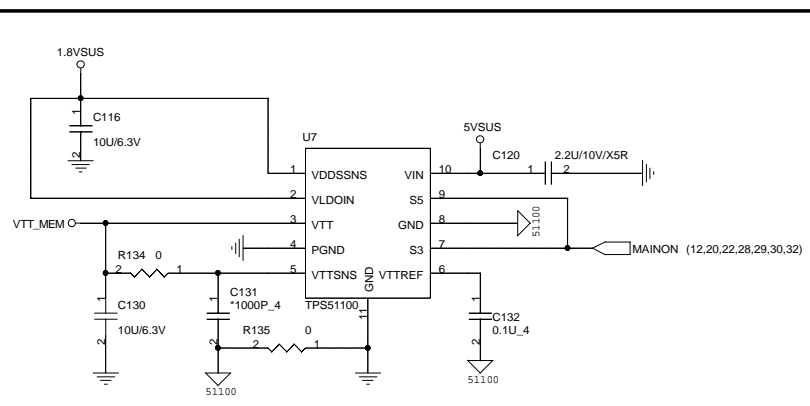 1.8VSUS
1
C116
10U/6.3V
2
U7
5VSUS
C120
2.2U/10V/X5R
1
2
1 VDDSSNS
VIN 10
2 VLDOIN
S5 9
VTT_MEM
3 VTT
GND 8
51100
4 PGND
S3 7
MAINON (12,20,22,28,29,30,32)
R134 0
2
1
5 VTTSNS
GND
VTTREF 6
TPS51100
11
1
C130
10U/6.3V
2
1
C131
*1000P_4
2
R135 0
2
1
1
C132
0.1U_4
2
51100
51100